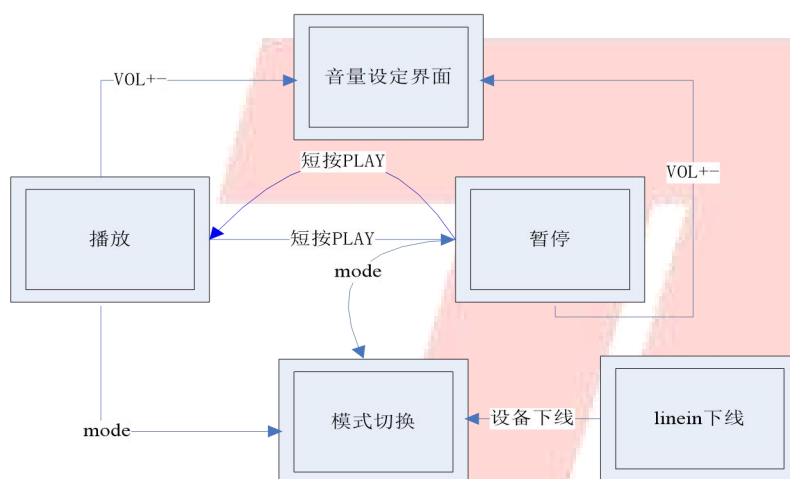 音量设定界面
VOL+-
短按PLAY
VOL+-
播放
短按PLAY
暂停
mode
模式切换
设备下线
linein下线
mode